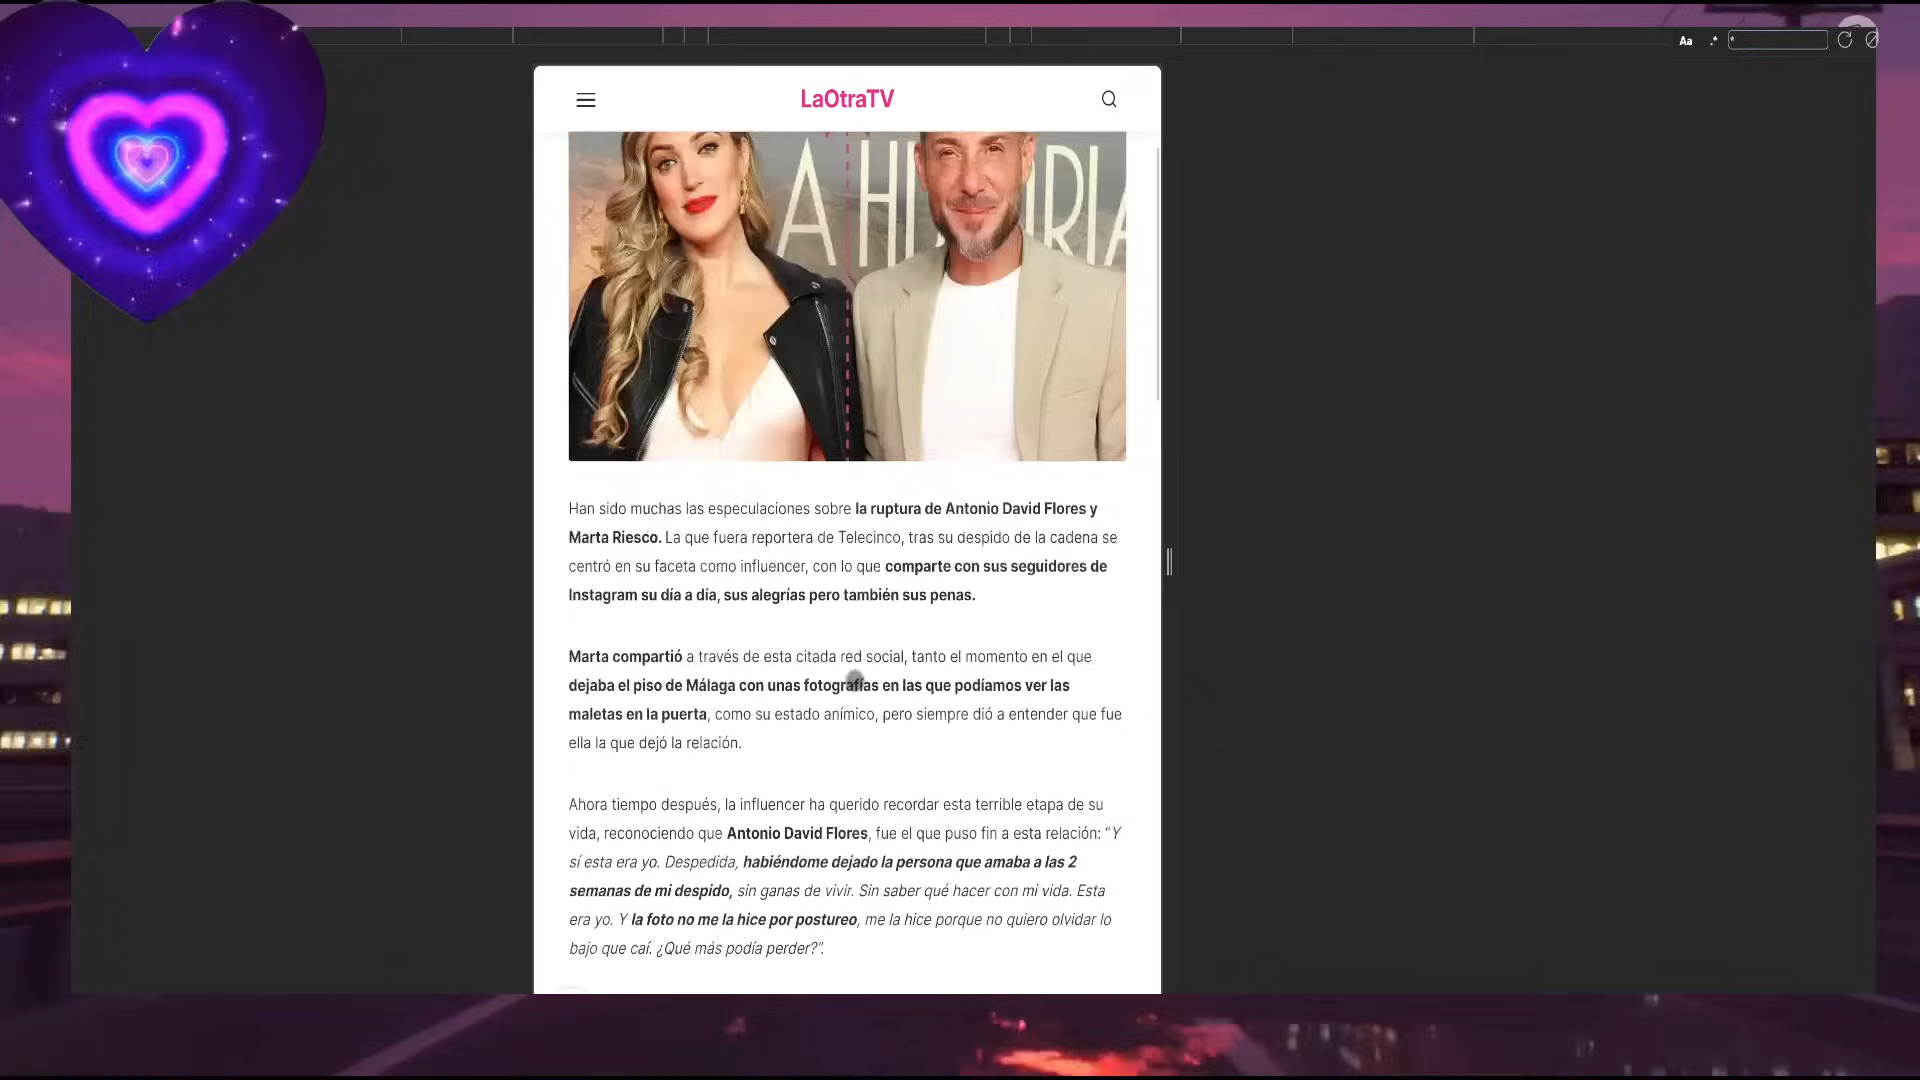 Aa .* *
LaOtraTV
A HI RIA
Han sido muchas las especulaciones sobre la ruptura de Antonio David Flores y
Marta Riesco. La que fuera reportera de Telecinco, tras su despido de la cadena se
centró en su faceta como influencer, con lo que comparte con sus seguidores de
Instagram su día a día, sus alegrías pero también sus penas.
Marta compartió a través de esta citada red social, tanto el momento en el que
dejaba el piso de Málaga con unas fotografías en las que podíamos ver las
maletas en la puerta, como su estado anímico, pero siempre dió a entender que fue
ella la que dejó la relación.
Ahora tiempo después, la influencer ha querido recordar esta terrible etapa de su
vida, reconociendo que Antonio David Flores, fue el que puso fin a esta relación: “Y
sí esta era yo. Despedida, habiéndome dejado la persona que amaba a las 2
semanas de mi despido, sin ganas de vivir. Sin saber qué hacer con mi vida. Esta
era yo. Y la foto no me la hice por postureo, me la hice porque no quiero olvidar lo
bajo que caí. ¿Qué más podía perder?”.